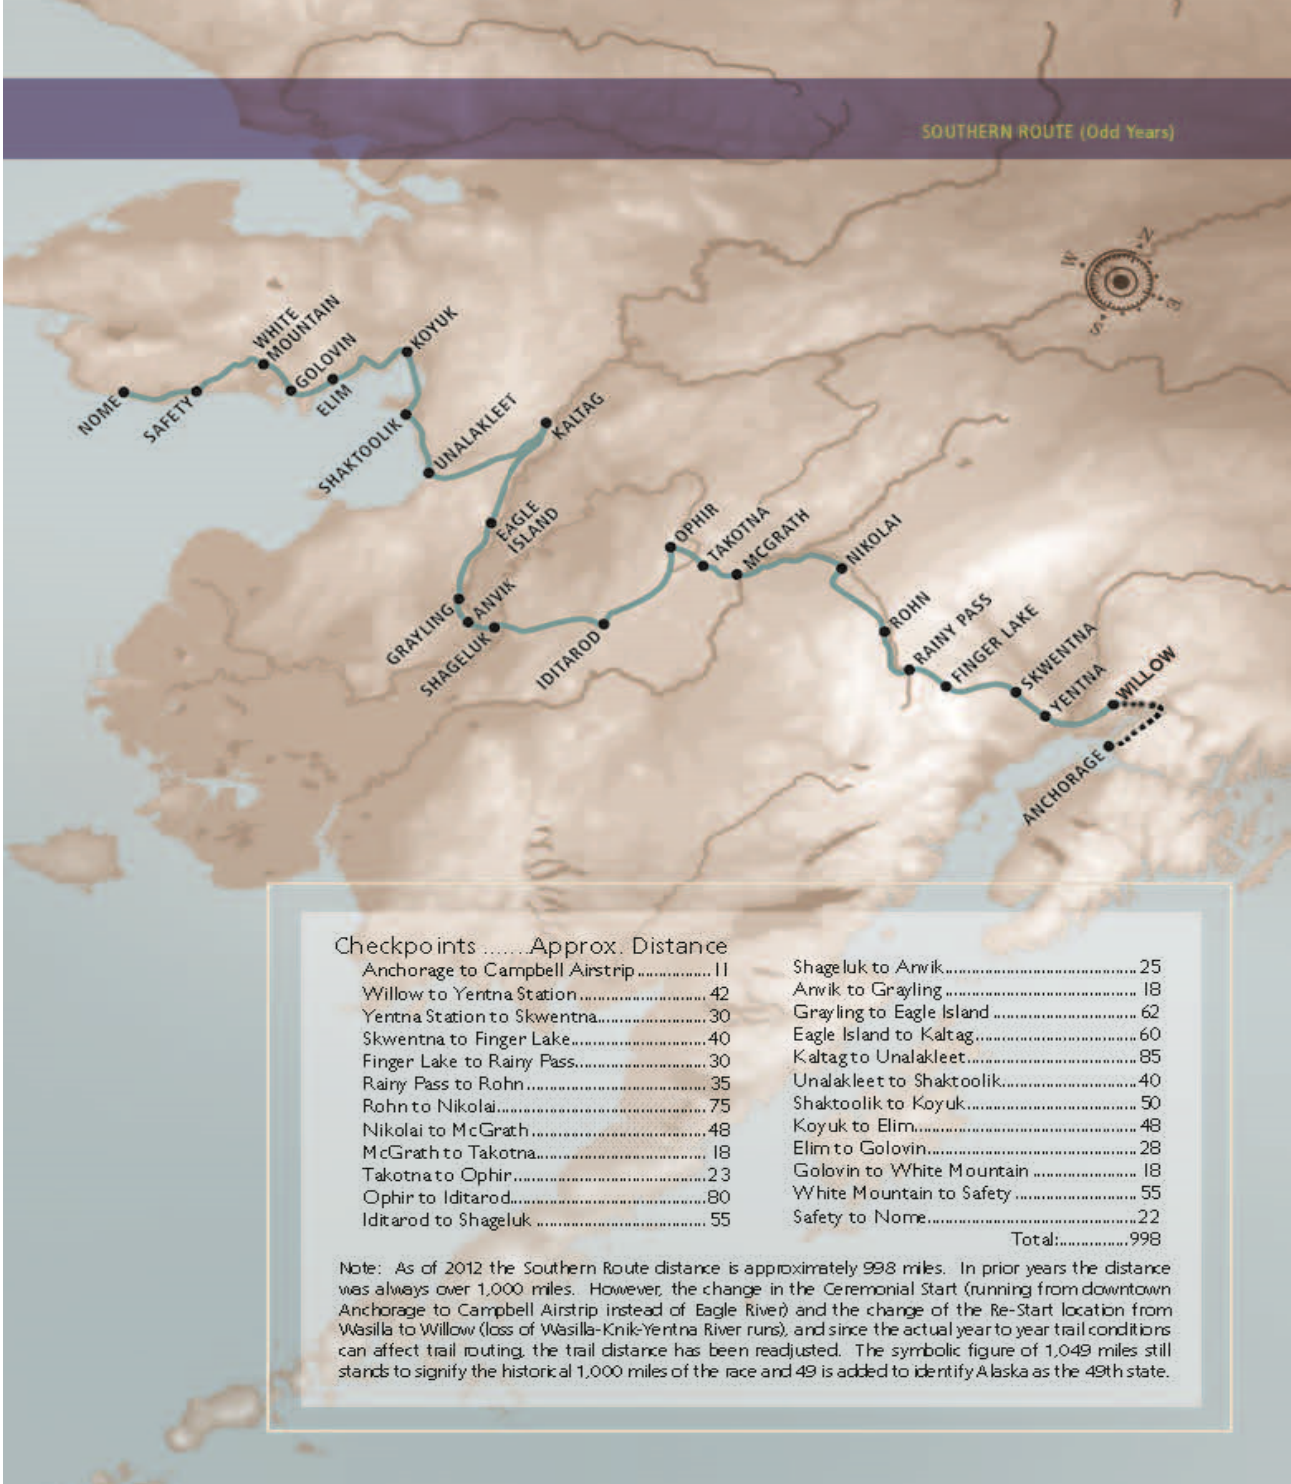 SOUTHERN ROUTE (Odd Years)
N
W
E
S
WHITE
MOUNTAIN
GOLOVIN
KOYUK
NOME
SAFETY
ELIM
SHAKTOOLIK
UNALAKLEET
KALTAG
EAGLE
ISLAND
OPHIR
TAKOTNA
MCGRATH
NIKOLAI
GRAYLING
ANVIK
SHAGELUK
IDITAROD
ROHN
RAINY PASS
FINGER LAKE
SKWENTNA
YENTNA
WILLOW
ANCHORAGE
Checkpoints .......Approx. Distance
Anchorage to Campbell Airstrip................. 11
Willow to Yentna Station............................. 42
Yentna Station to Skwentna......................... 30
Skwentna to Finger Lake............................... 40
Finger Lake to Rainy Pass.............................. 30
Rainy Pass to Rohn......................................... 35
Rohn to Nikolai................................................ 75
Nikolai to McGrath........................................ 48
McGrath to Takotna....................................... 18
Takotna to Ophir............................................ 23
Ophir to Iditarod............................................. 80
Iditarod to Shageluk ....................................... 55
Shageluk to Anvik............................................ 25
Anvik to Grayling............................................ 18
Grayling to Eagle Island ................................. 62
Eagle Island to Kaltag..................................... 60
Kaltag to Unalakleet....................................... 85
Unalakleet to Shaktoolik............................... 40
Shaktoolik to Koyuk....................................... 50
Koyuk to Elim................................................... 48
Elim to Golovin................................................ 28
Golovin to White Mountain ........................ 18
White Mountain to Safety ............................ 55
Safety to Nome................................................ 22
Total:................998
Note: As of 2012 the Southern Route distance is approximately 998 miles. In prior years the distance
was always over 1,000 miles. However, the change in the Ceremonial Start (running from downtown
Anchorage to Campbell Airstrip instead of Eagle River) and the change of the Re-Start location from
Wasilla to Willow (loss of Wasilla-Knik-Yentna River runs), and since the actual year to year trail conditions
can affect trail routing, the trail distance has been readjusted. The symbolic figure of 1,049 miles still
stands to signify the historical 1,000 miles of the race and 49 is added to identify Alaska as the 49th state.